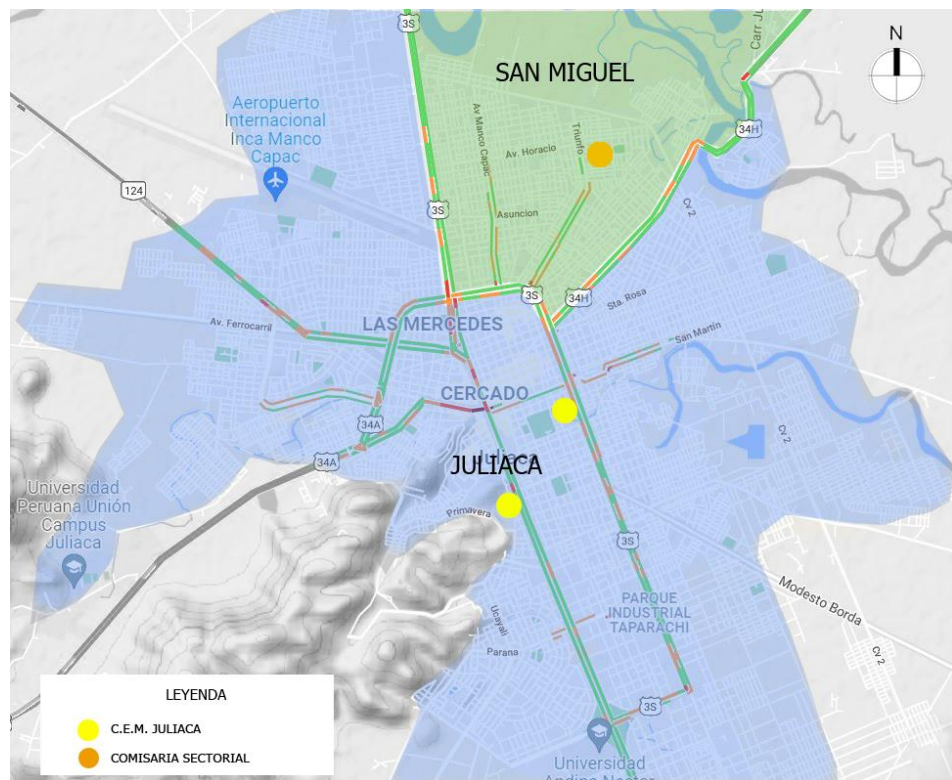 3S
SAN MIGUEL
N
Aeropuerto
Internacional
Inca Manco
Capac
Av Manco Capac
Triunfo
Av. Horacio
34H
124
3S
Asuncion
CV 2
3S
34H
Sta. Rosa
LAS MERCEDES
Av. Ferrocarril
San Martin
CERCADO
34A
CV 2
34A
Juliaca
JULIACA
Universidad
Peruana Unión
Campus
Juliaca
Primavera
3S
Modesto Borda
PARQUE
INDUSTRIAL
TAPARACHI
Ucayali
Parana
CV 2
3S
LEYENDA
C.E.M. JULIACA
COMISARIA SECTORIAL
Universidad